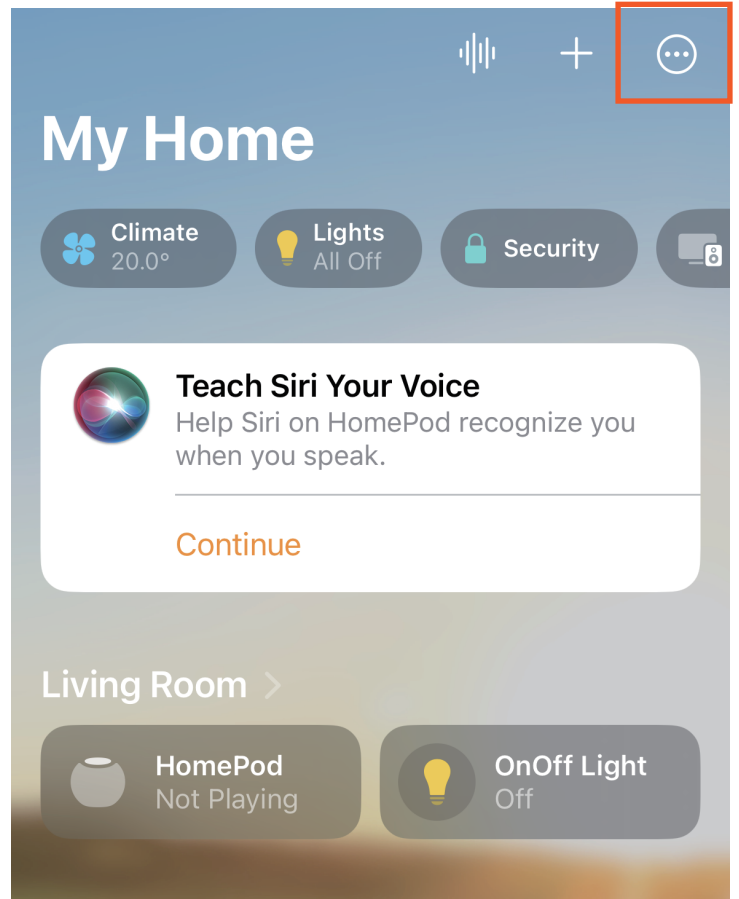 My Home
Climate
20.0°
Lights
All Off
Security
Teach Siri Your Voice
Help Siri on HomePod recognize you
when you speak.
Continue
Living Room
HomePod
Not Playing
OnOff Light
Off